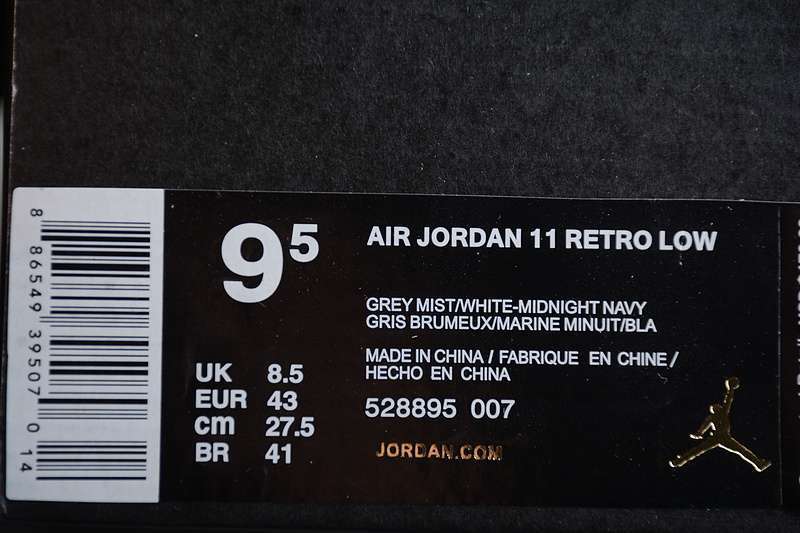 8 86549 39507 0 14
9⁵
AIR JORDAN 11 RETRO LOW
GREY MIST/WHITE-MIDNIGHT NAVY
GRIS BRUMEUX/MARINE MINUIT/BLA
MADE IN CHINA / FABRIQUE EN CHINE /
HECHO EN CHINA
528895 007
JORDAN.COM
UK 8.5
EUR 43
cm 27.5
BR 41